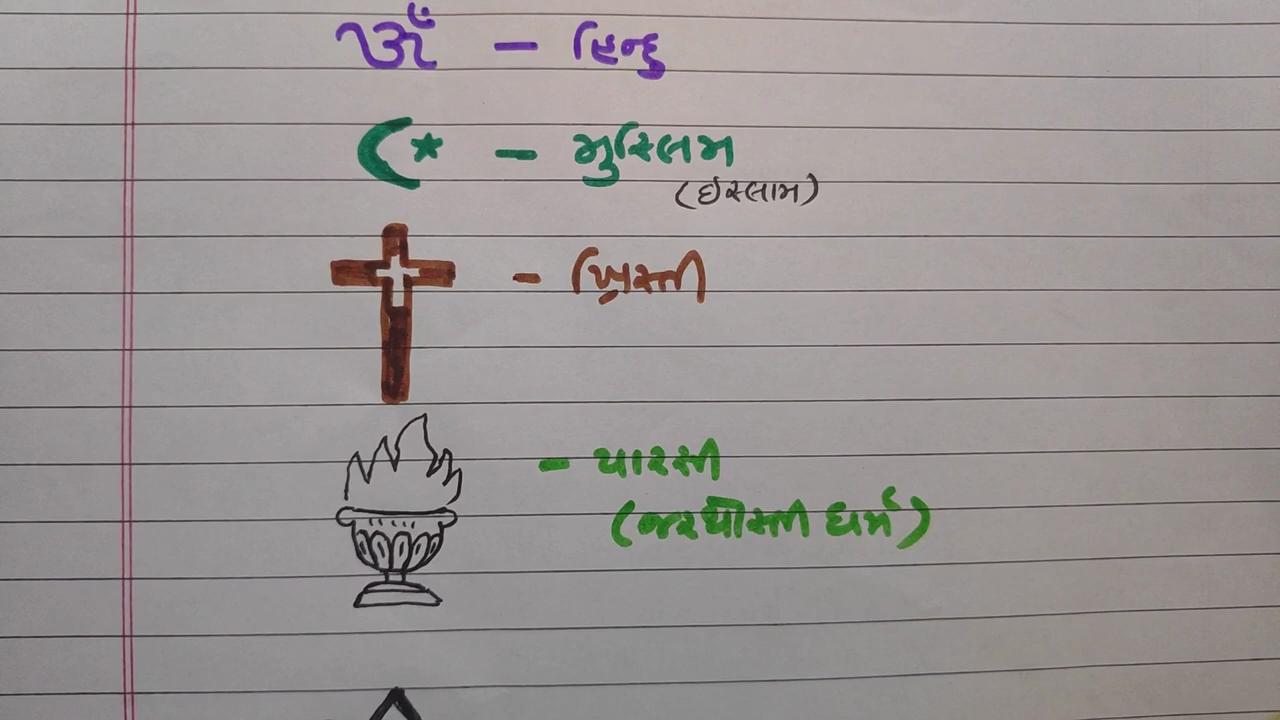 ૐ - હિન્દુ
- મુસ્લિમ
(ઈસ્લામ)
- ખ્રિસ્તી
- પારસી
(જરથોસ્તી ધર્મ)